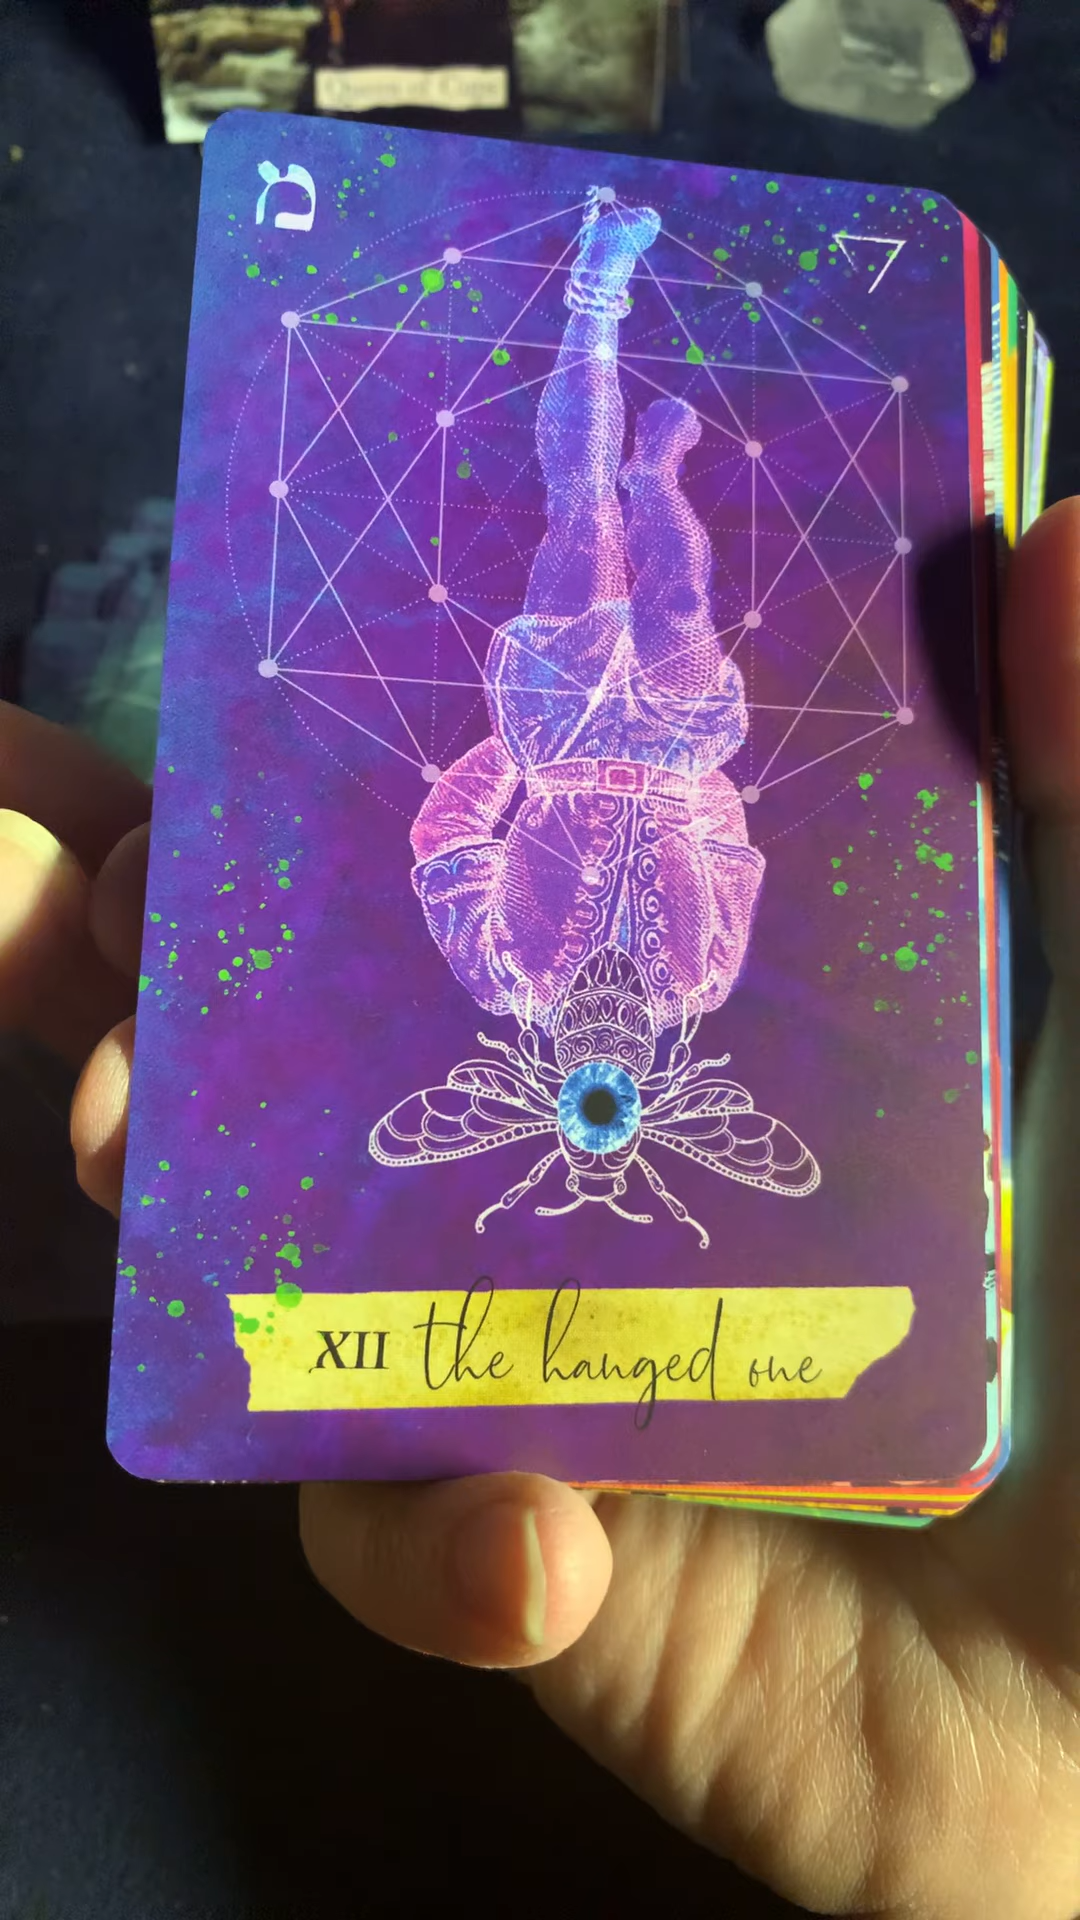 Queen of Cups
מ
XII the hanged one